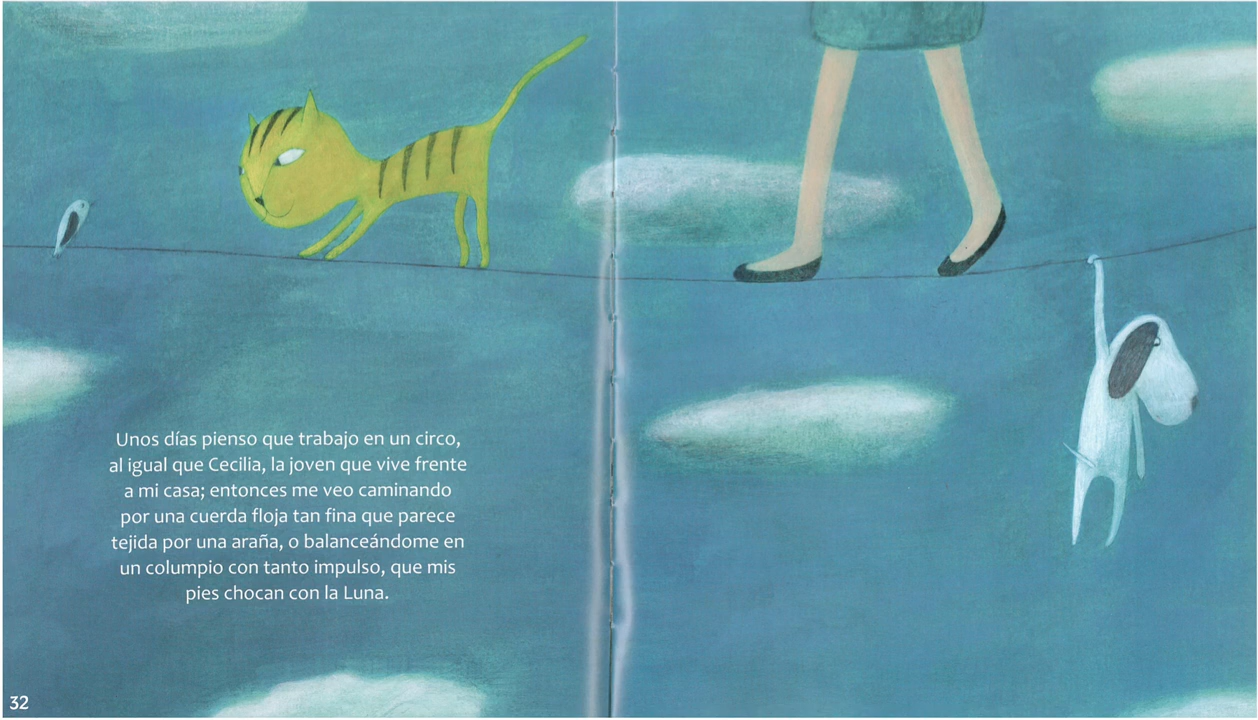 Unos días pienso que trabajo en un circo,
al igual que Cecilia, la joven que vive frente
a mi casa; entonces me veo caminando
por una cuerda floja tan fina que parece
tejida por una araña, o balanceándome en
un columpio con tanto impulso, que mis
pies chocan con la Luna.
32